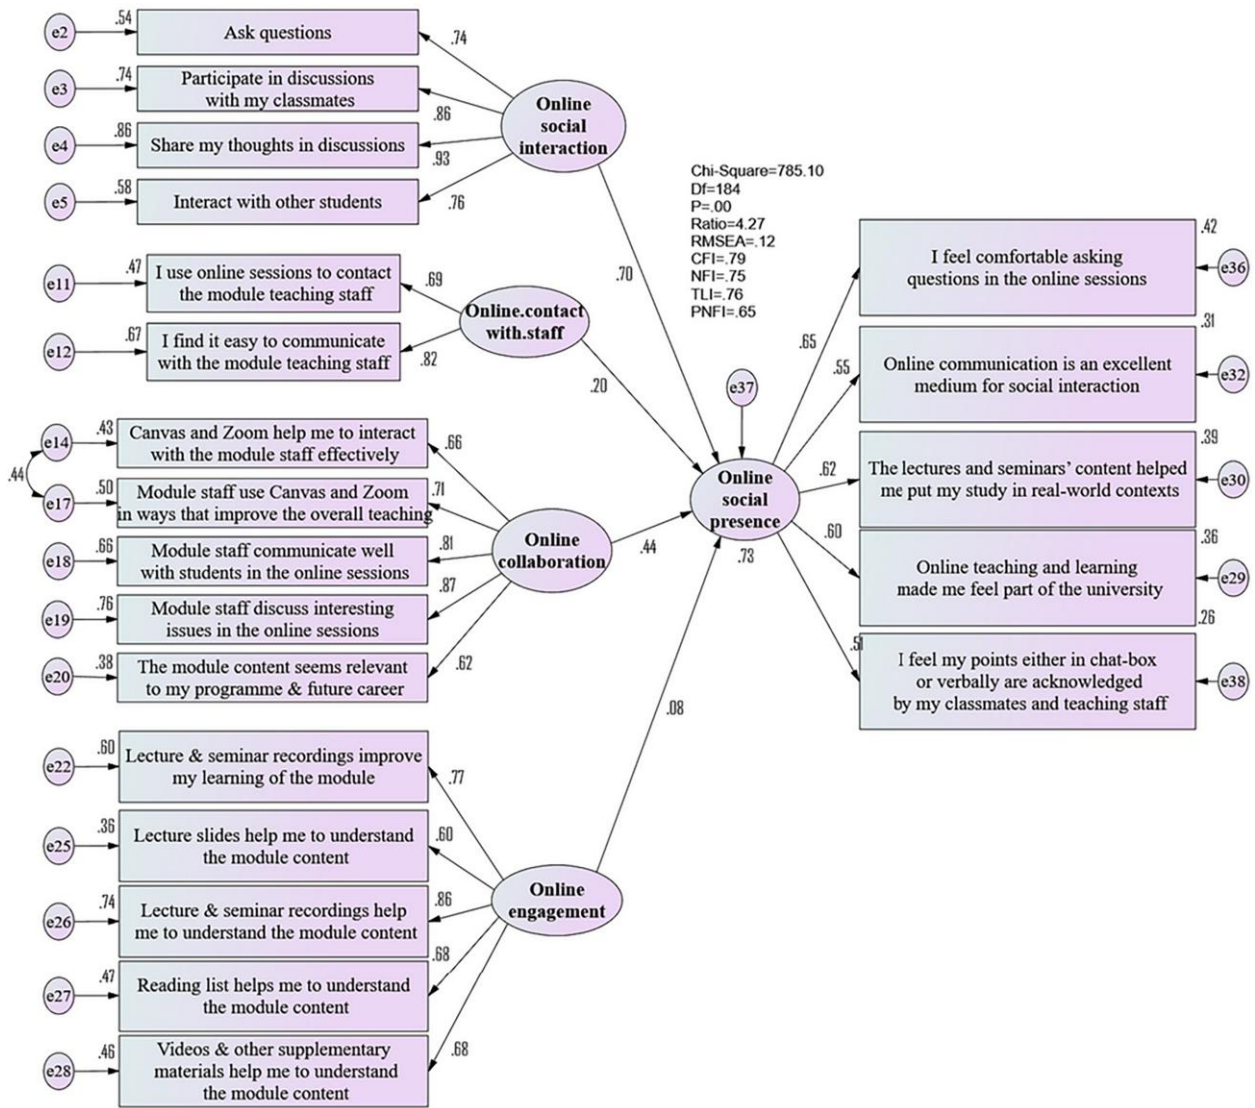 e2
.54
Ask questions
.74
e3
.74
Participate in discussions
with my classmates
.86
e4
.86
Share my thoughts in discussions
.93
e5
.58
Interact with other students
.76
Online
social
interaction
.70
e11
.47
I use online sessions to contact
the module teaching staff
.69
e12
.67
I find it easy to communicate
with the module teaching staff
.82
Online.contact
with.staff
.20
.44
e14
.43
Canvas and Zoom help me to interact
with the module staff effectively
.66
e17
.50
Module staff use Canvas and Zoom
in ways that improve the overall teaching
.71
e18
.66
Module staff communicate well
with students in the online sessions
.81
e19
.76
Module staff discuss interesting
issues in the online sessions
.87
e20
.38
The module content seems relevant
to my programme & future career
.62
Online
collaboration
.44
e22
.60
Lecture & seminar recordings improve
my learning of the module
.77
e25
.36
Lecture slides help me to understand
the module content
.60
e26
.74
Lecture & seminar recordings help
me to understand the module content
.86
e27
.47
Reading list helps me to understand
the module content
.68
e28
.46
Videos & other supplementary
materials help me to understand
the module content
.68
Online
engagement
.08
Chi-Square=785.10
Df=184
P=.00
Ratio=4.27
RMSEA=.12
CFI=.79
NFI=.75
TLI=.76
PNFI=.65
e37
Online
social
presence
.73
.65
I feel comfortable asking
questions in the online sessions
.42
e36
.55
Online communication is an excellent
medium for social interaction
.31
e32
.62
The lectures and seminars' content helped
me put my study in real-world contexts
.39
e30
.60
Online teaching and learning
made me feel part of the university
.36
e29
.51
I feel my points either in chat-box
or verbally are acknowledged
by my classmates and teaching staff
.26
e38